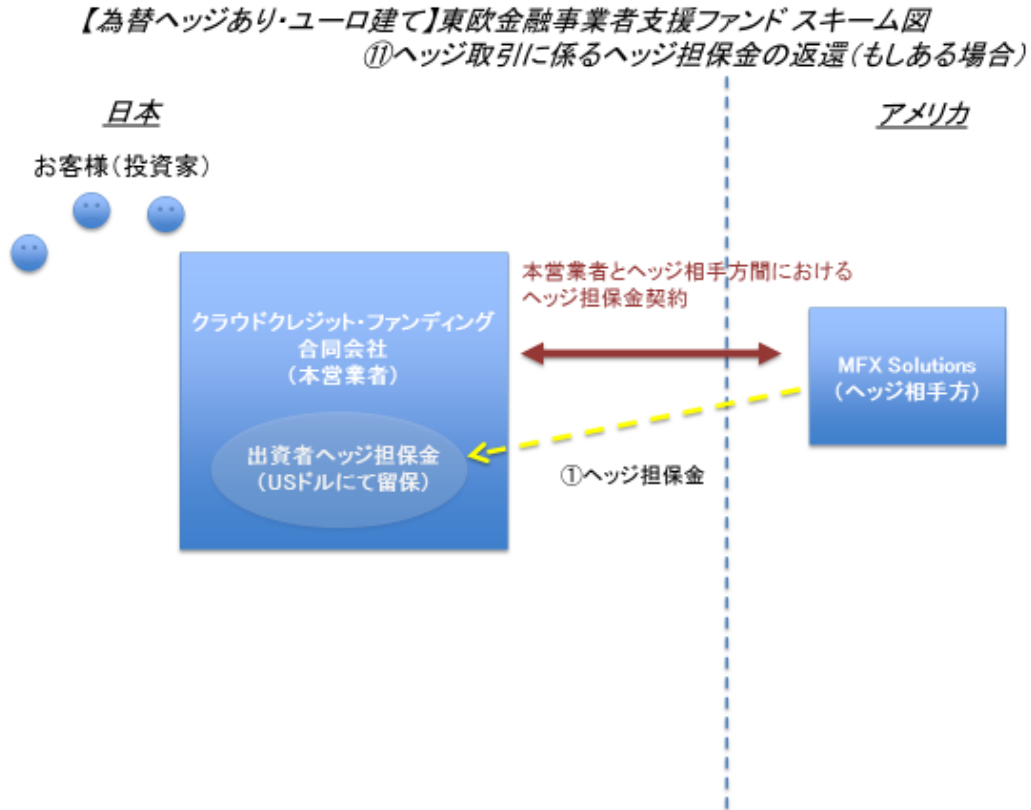 【為替ヘッジあり・ユーロ建て】東欧金融事業者支援ファンド スキーム図
⑪ヘッジ取引に係るヘッジ担保金の返還(もしある場合)
日本
アメリカ
お客様(投資家)
本営業者とヘッジ相手方間における
ヘッジ担保金契約
クラウドクレジット・ファンディング
合同会社
(本営業者)
MFX Solutions
(ヘッジ相手方)
出資者ヘッジ担保金
(USドルにて留保)
①ヘッジ担保金